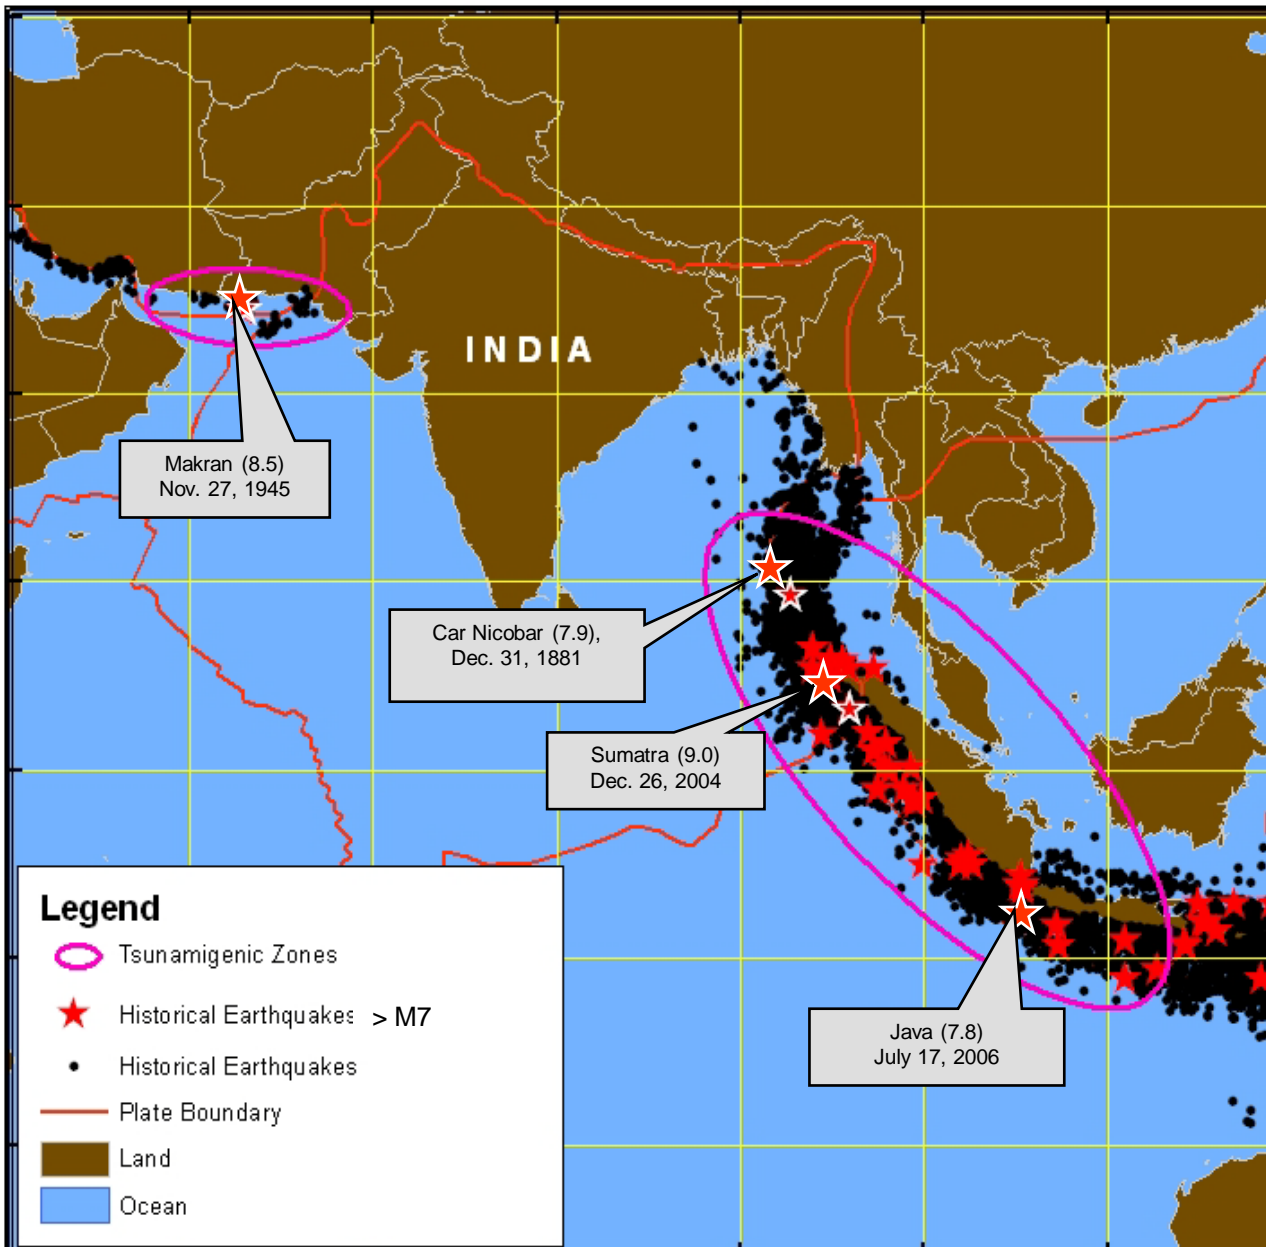 INDIA
Makran (8.5)
Nov. 27, 1945
Car Nicobar (7.9),
Dec. 31, 1881
Sumatra (9.0)
Dec. 26, 2004
Java (7.8)
July 17, 2006
Legend
Tsunamigenic Zones
Historical Earthquakes > M7
Historical Earthquakes
Plate Boundary
Land
Ocean